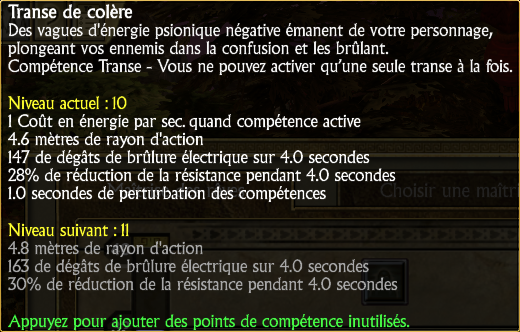 Transe de colère
Des vagues d'énergie psionique négative émanent de votre personnage,
plongeant vos ennemis dans la confusion et les brûlant.
Compétence Transe - Vous ne pouvez activer qu'une seule transe à la fois.
Niveau actuel : 10
1 Coût en énergie par sec. quand compétence active
4.6 mètres de rayon d'action
147 de dégâts de brûlure électrique sur 4.0 secondes
28% de réduction de la résistance pendant 4.0 secondes
1.0 secondes de perturbation des compétences
Choisir une maîtri
Niveau suivant : 11
4.8 mètres de rayon d'action
163 de dégâts de brûlure électrique sur 4.0 secondes
30% de réduction de la résistance pendant 4.0 secondes
Appuyez pour ajouter des points de compétence inutilisés.